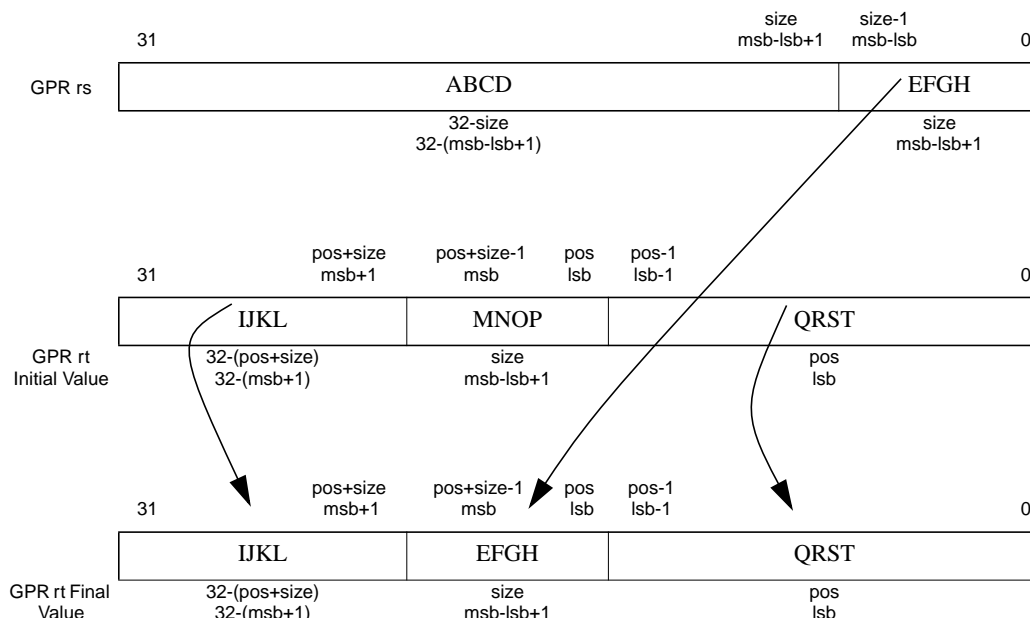 31 size size-1 0
msb-lsb+1 msb-lsb
GPR rs ABCD EFGH
32-size size
32-(msb-lsb+1) msb-lsb+1
31 pos+size pos+size-1 pos pos-1 0
msb+1 msb lsb lsb-1
IJKL MNOP QRST
GPR rt 32-(pos+size) size pos
Initial Value 32-(msb+1) msb-lsb+1 lsb
31 pos+size pos+size-1 pos pos-1 0
msb+1 msb lsb lsb-1
IJKL EFGH QRST
GPR rt Final 32-(pos+size) size pos
Value 32-(msb+1) msb-lsb+1 lsb